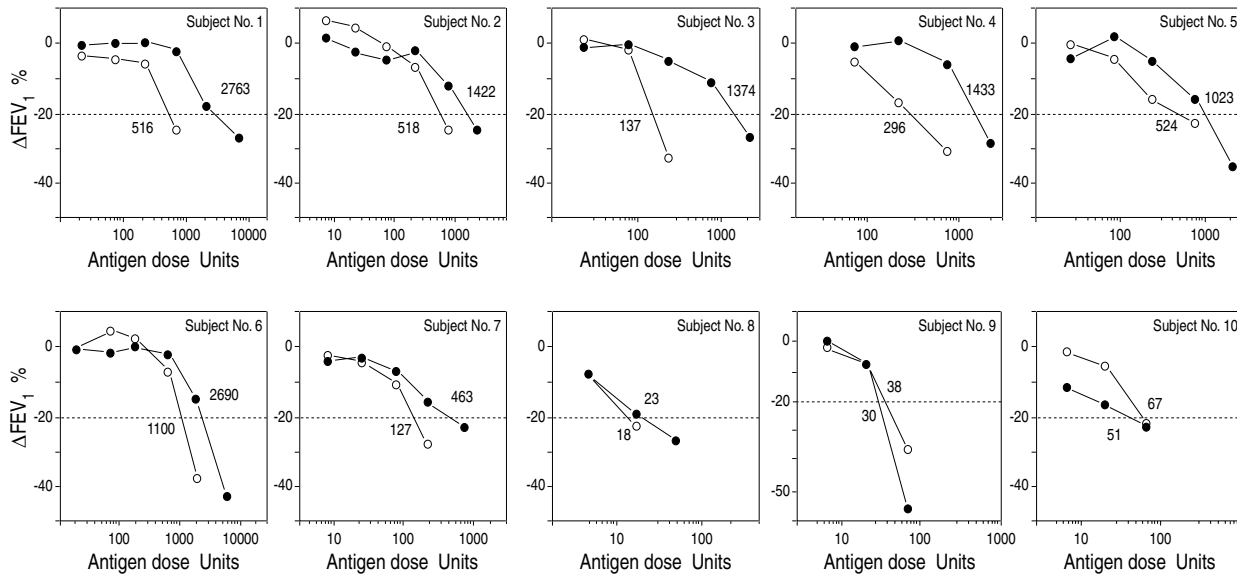 Subject No. 1
0
-20
-40
ΔFEV1 %
2763
516
100 1000 10000
Antigen dose Units
Subject No. 2
0
-20
-40
1422
518
10 100 1000
Antigen dose Units
Subject No. 3
0
-20
-40
1374
137
100 1000
Antigen dose Units
Subject No. 4
0
-20
-40
1433
296
100 1000
Antigen dose Units
Subject No. 5
0
-20
-40
1023
524
100 1000
Antigen dose Units
Subject No. 6
0
-20
-40
ΔFEV1 %
2690
1100
100 1000 10000
Antigen dose Units
Subject No. 7
0
-20
-40
463
127
10 100 1000
Antigen dose Units
Subject No. 8
0
-20
-40
23
18
10 100
Antigen dose Units
Subject No. 9
0
-20
-50
38
30
10 100 1000
Antigen dose Units
Subject No. 10
0
-20
-40
67
51
10 100
Antigen dose Units